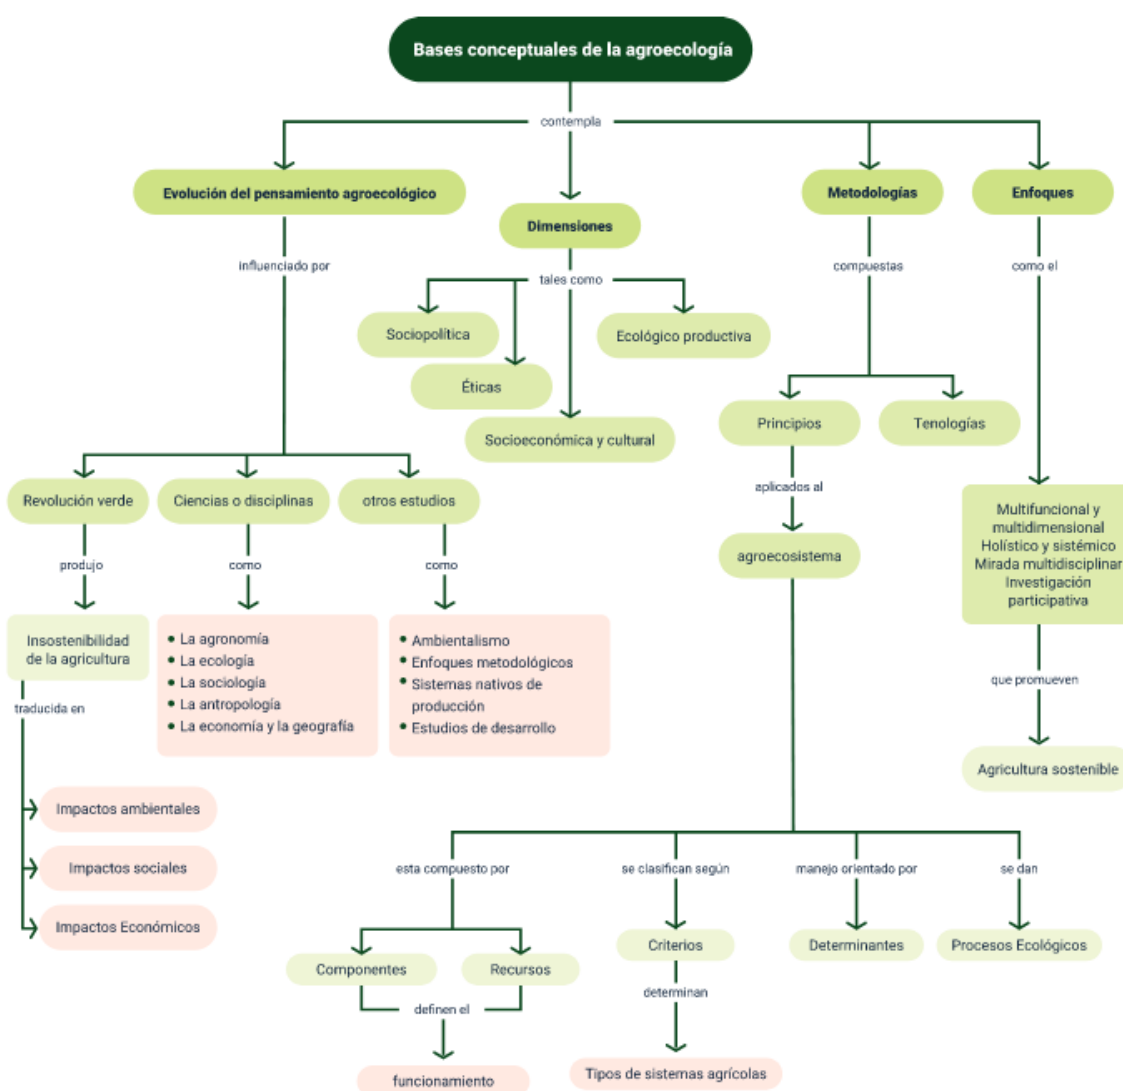 Bases conceptuales de la agroecología
contempla
Evolución del pensamiento agroecológico
Dimensiones
Metodologías
Enfoques
influenciado por
tales como
compuestas
como el
Sociopolítica
Éticas
Socioeconómica y cultural
Ecológico productiva
Principios
Tenologías
Revolución verde
Ciencias o disciplinas
otros estudios
aplicados al
Multifuncional y
multidimensional
Holístico y sistémico
Mirada multidisciplinar
Investigación
participativa
produjo
como
como
agroecosistema
Insostenibilidad
de la agricultura
• La agronomía
• La ecología
• La sociología
• La antropología
• La economía y la geografía
• Ambientalismo
• Enfoques metodológicos
• Sistemas nativos de
producción
• Estudios de desarrollo
traducida en
que promueven
Agricultura sostenible
Impactos ambientales
Impactos sociales
Impactos Económicos
esta compuesto por
se clasifican según
manejo orientado por
se dan
Componentes
Recursos
Criterios
Determinantes
Procesos Ecológicos
definen el
determinan
funcionamiento
Tipos de sistemas agrícolas